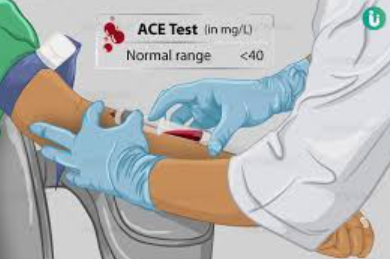 ACE Test (in mg/L)
Normal range <40